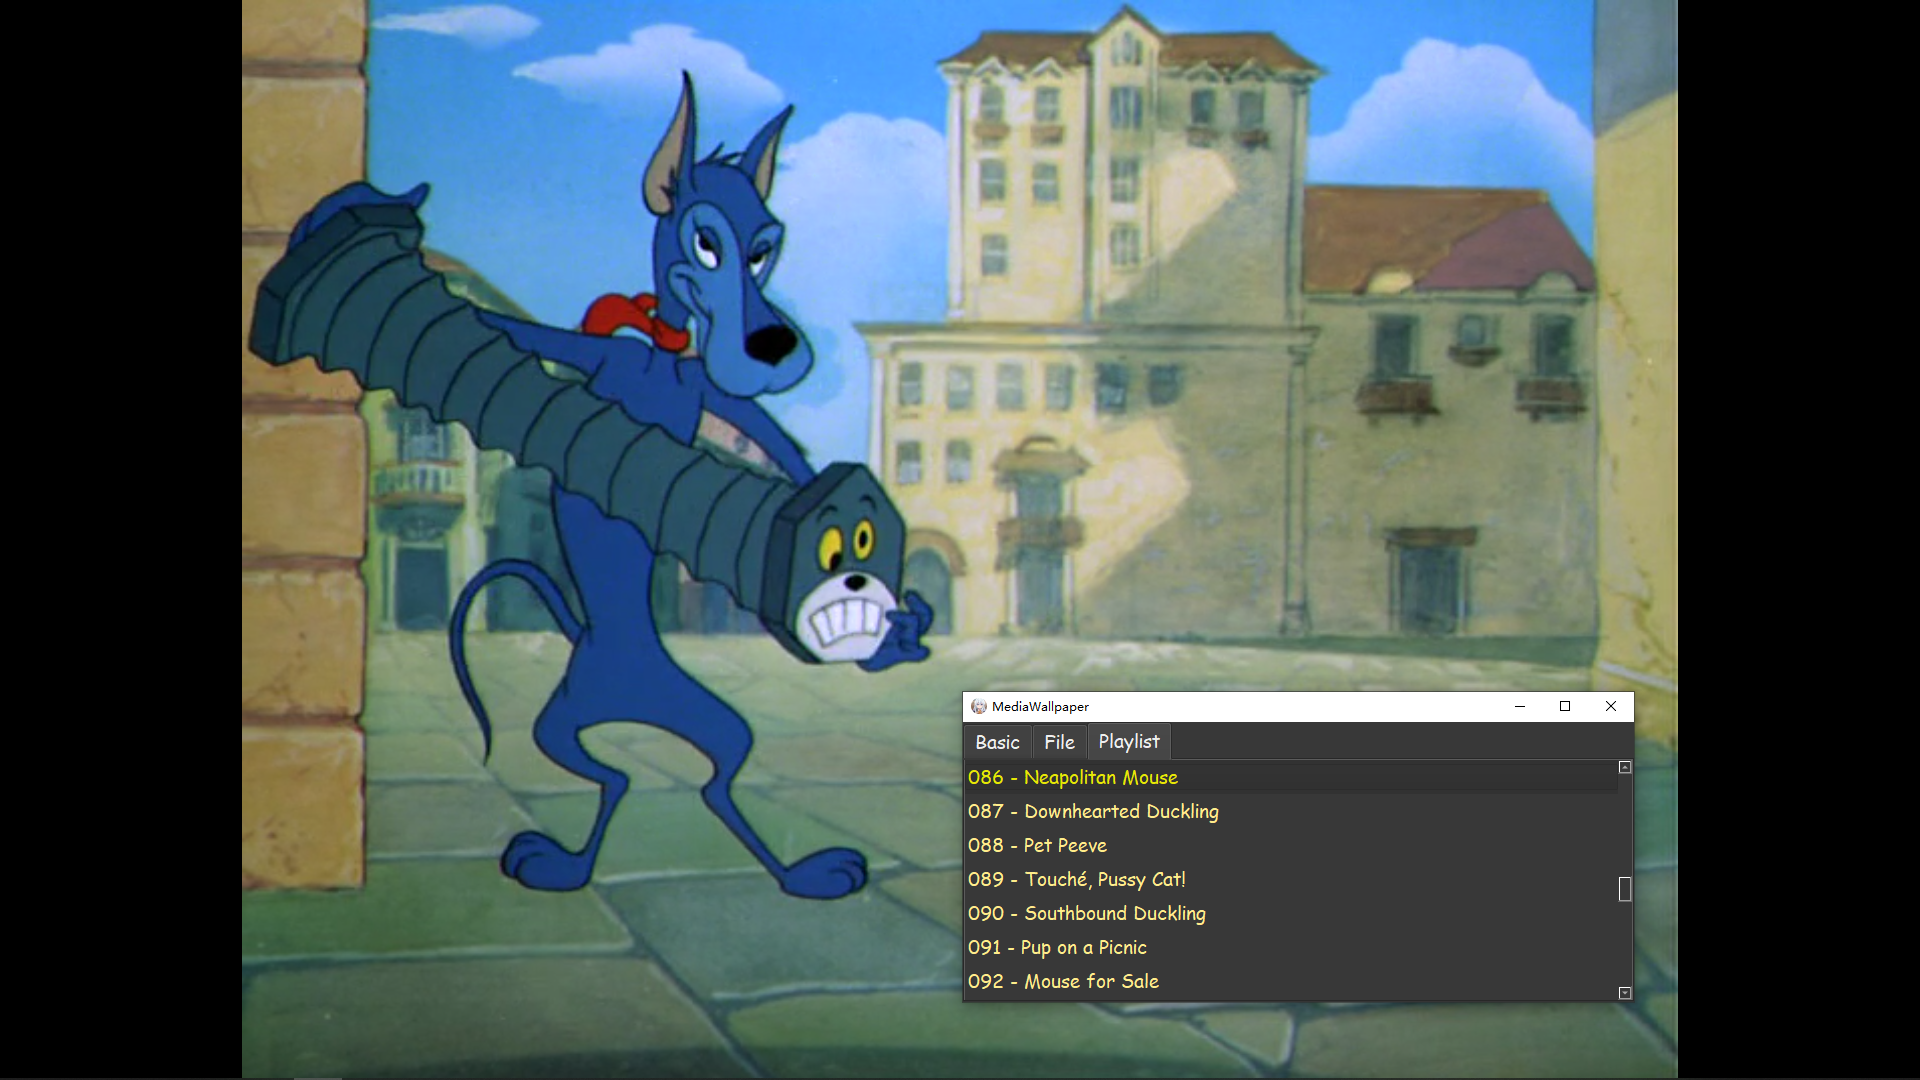 MediaWallpaper
Basic File Playlist
086 - Neapolitan Mouse
087 - Downhearted Duckling
088 - Pet Peeve
089 - Touché, Pussy Cat!
090 - Southbound Duckling
091 - Pup on a Picnic
092 - Mouse for Sale